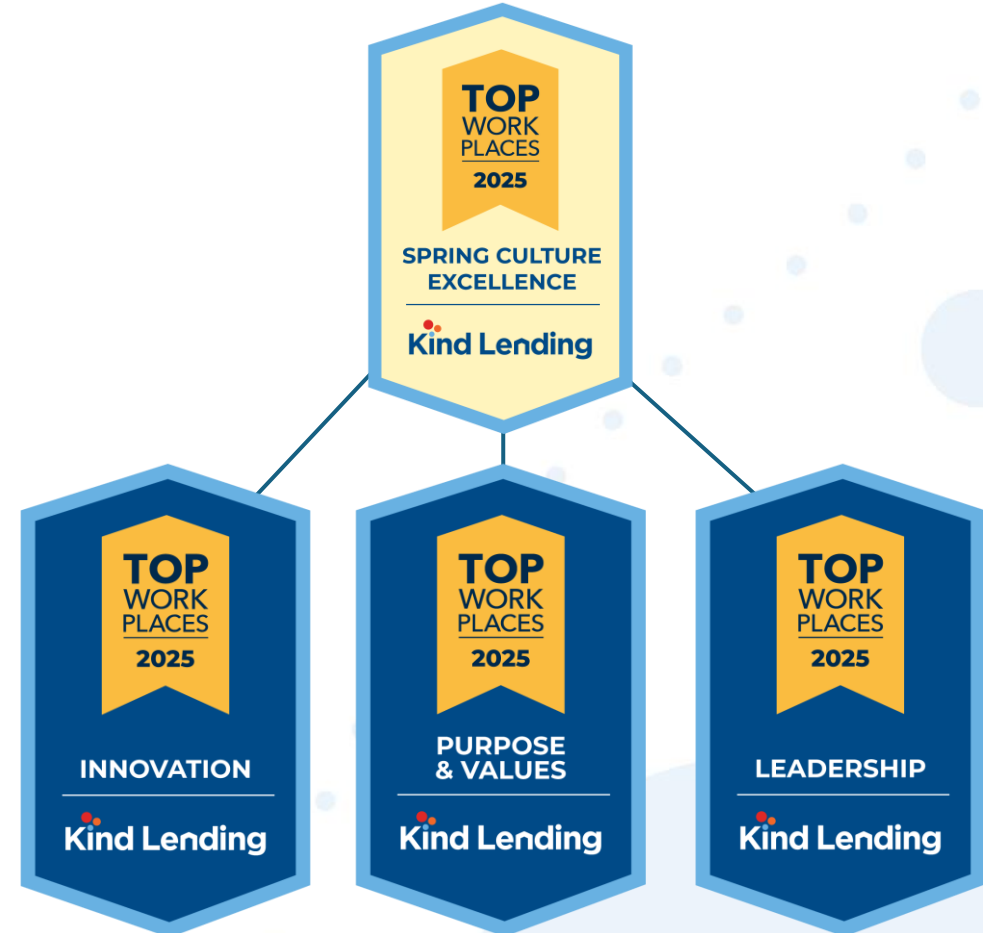 TOP
WORK
PLACES
2025
SPRING CULTURE
EXCELLENCE
Kind Lending
TOP
WORK
PLACES
2025
INNOVATION
Kind Lending
TOP
WORK
PLACES
2025
PURPOSE
& VALUES
Kind Lending
TOP
WORK
PLACES
2025
LEADERSHIP
Kind Lending